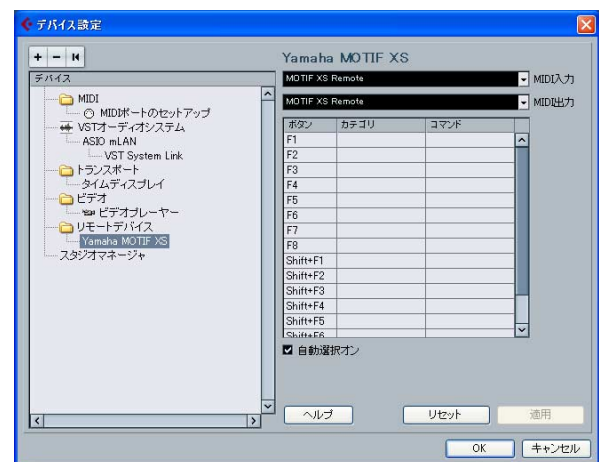 デバイス設定
+ - |◀
デバイス
MIDI
MIDIポートのセットアップ
VSTオーディオシステム
ASIO mLAN
VST System Link
トランスポート
タイムディスプレイ
ビデオ
ビデオプレーヤー
リモートデバイス
Yamaha MOTIF XS
スタジオマネージャ
Yamaha MOTIF XS
MOTIF XS Remote MIDI入力
MOTIF XS Remote MIDI出力
ボタン カテゴリ コマンド
F1
F2
F3
F4
F5
F6
F7
F8
Shift+F1
Shift+F2
Shift+F3
Shift+F4
Shift+F5
Shift+F6
自動選択オン
ヘルプ リセット 適用
OK キャンセル